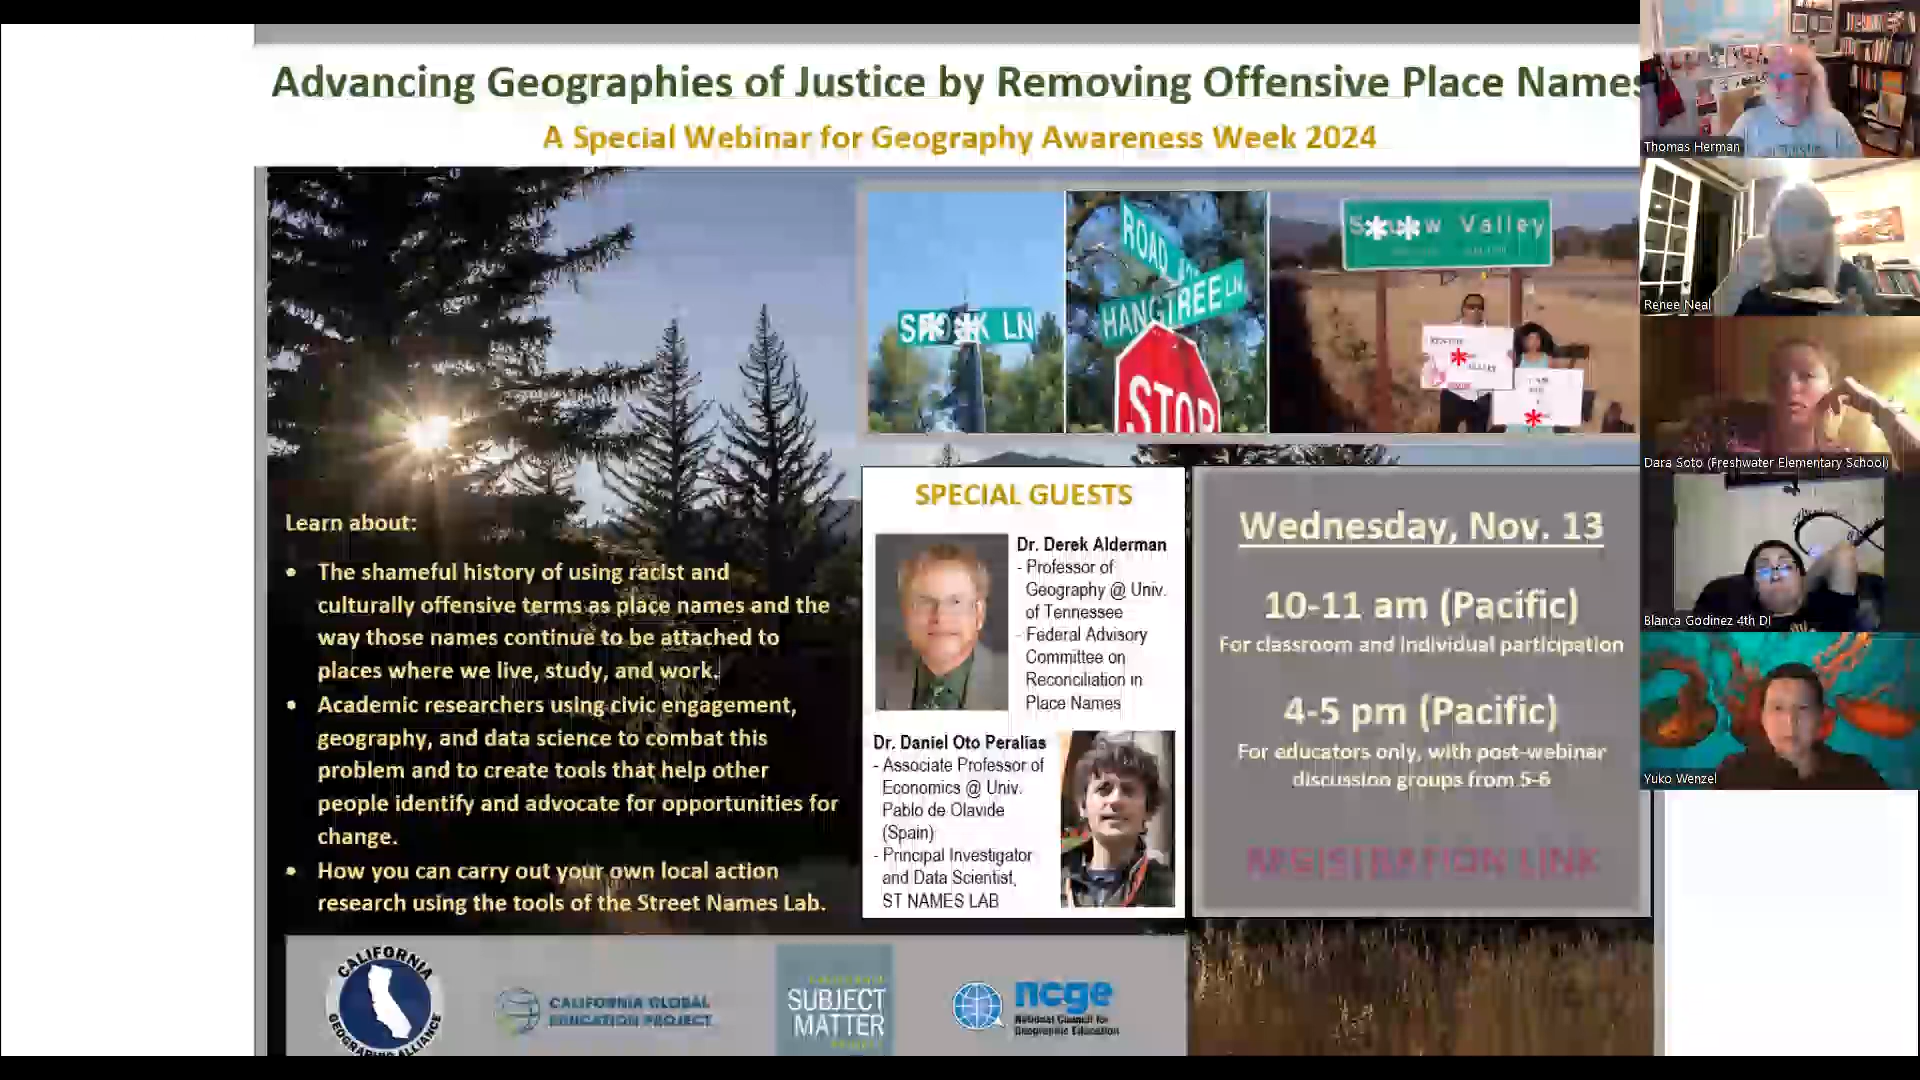 Advancing Geographies of Justice by Removing Offensive Place Names
A Special Webinar for Geography Awareness Week 2024
LN
ROAD
HANGTREE LN
STOP
Valley
Learn about:
• The shameful history of using racist and
culturally offensive terms as place names and the
way those names continue to be attached to
places where we live, study, and work.
• Academic researchers using civic engagement,
geography, and data science to combat this
problem and to create tools that help other
people identify and advocate for opportunities for
change.
• How you can carry out your own local action
research using the tools of the Street Names Lab.
SPECIAL GUESTS
Dr. Derek Alderman
- Professor of
Geography @ Univ.
of Tennessee
- Federal Advisory
Committee on
Reconciliation in
Place Names
Dr. Daniel Oto Peralías
- Associate Professor of
Economics @ Univ.
Pablo de Olavide
(Spain)
- Principal Investigator
and Data Scientist,
ST NAMES LAB
Wednesday, Nov. 13
10-11 am (Pacific)
For classroom and individual participation
4-5 pm (Pacific)
For educators only, with post-webinar
discussion groups from 5-6
REGISTRATION LINK
CALIFORNIA
GEOGRAPHIC ALLIANCE
CALIFORNIA GLOBAL
EDUCATION PROJECT
SUBJECT
MATTER
ncge
National Council for
Geographic Education
Thomas Herman
Renee Neal
Dara Soto (Freshwater Elementary School)
Blanca Godinez 4th DI
Yuko Wenzel